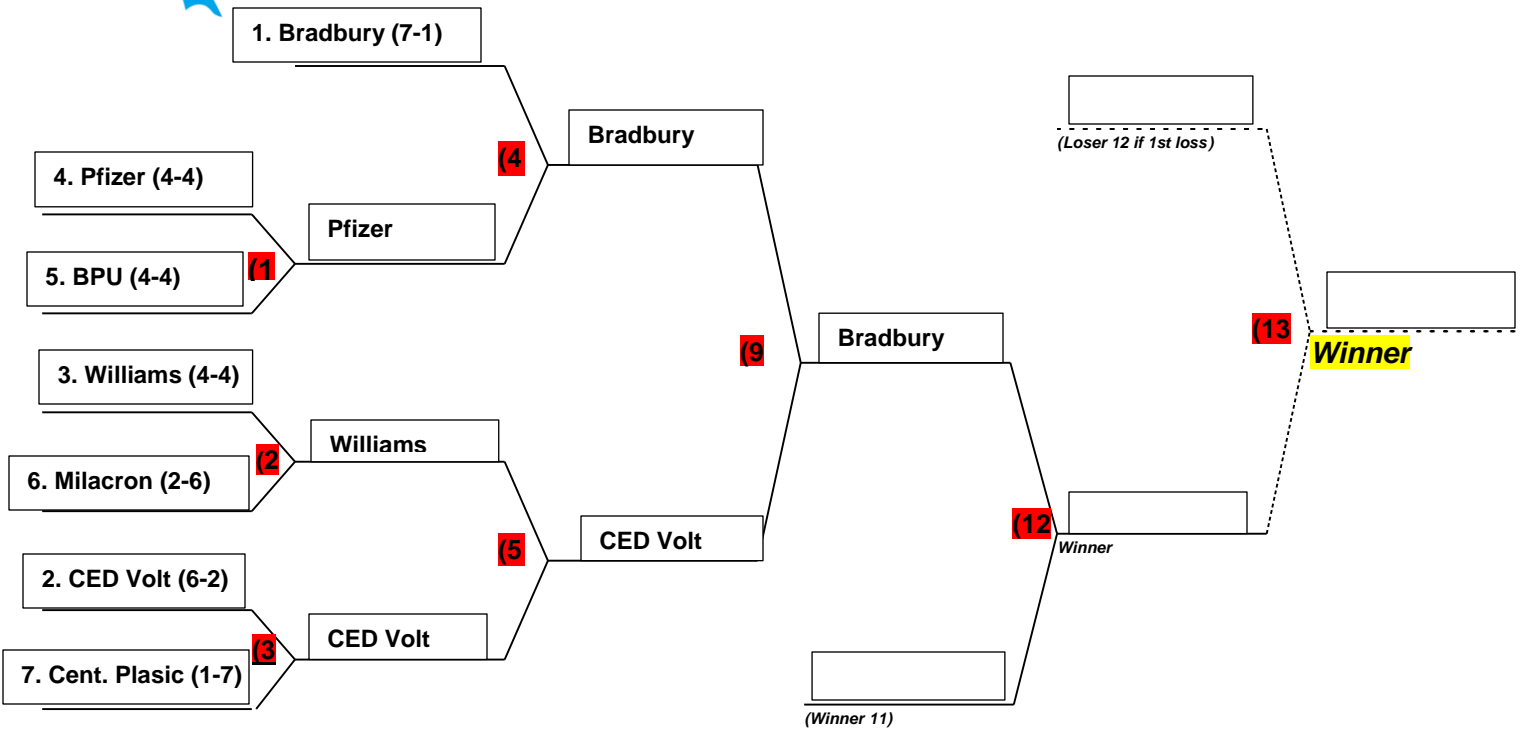 1. Bradbury (7-1)
Bradbury
(4
(Loser 12 if 1st loss)
4. Pfizer (4-4)
Pfizer
(1
5. BPU (4-4)
(13
Winner
Bradbury
(9
3. Williams (4-4)
Williams
(2
6. Milacron (2-6)
(12
Winner
(5
CED Volt
2. CED Volt (6-2)
CED Volt
(3
7. Cent. Plasic (1-7)
(Winner 11)